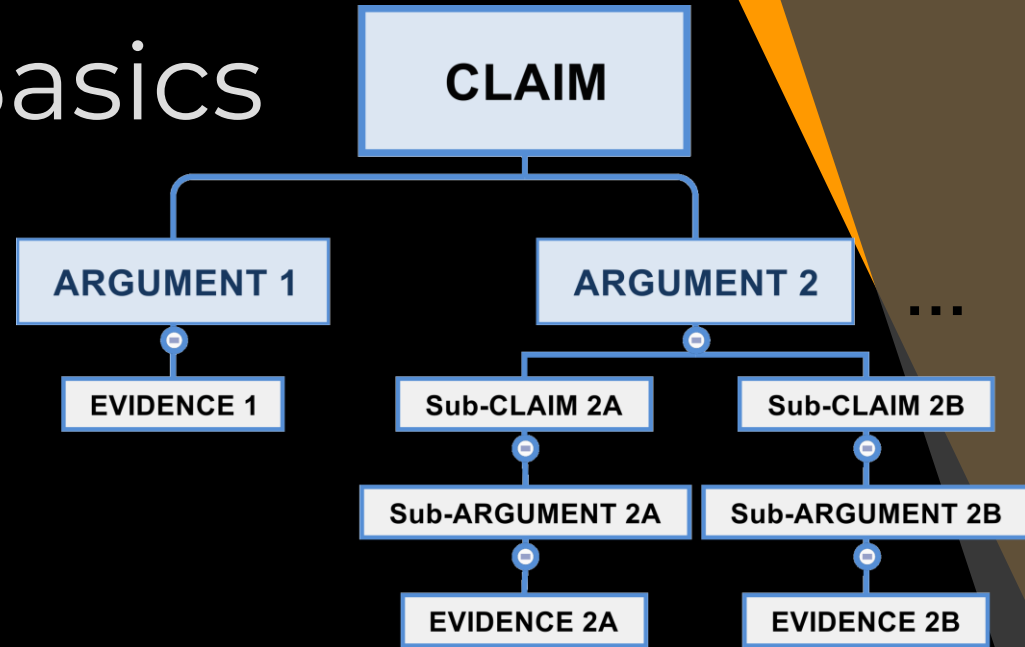 asics
CLAIM
ARGUMENT 1
ARGUMENT 2
...
EVIDENCE 1
Sub-CLAIM 2A
Sub-CLAIM 2B
Sub-ARGUMENT 2A
Sub-ARGUMENT 2B
EVIDENCE 2A
EVIDENCE 2B